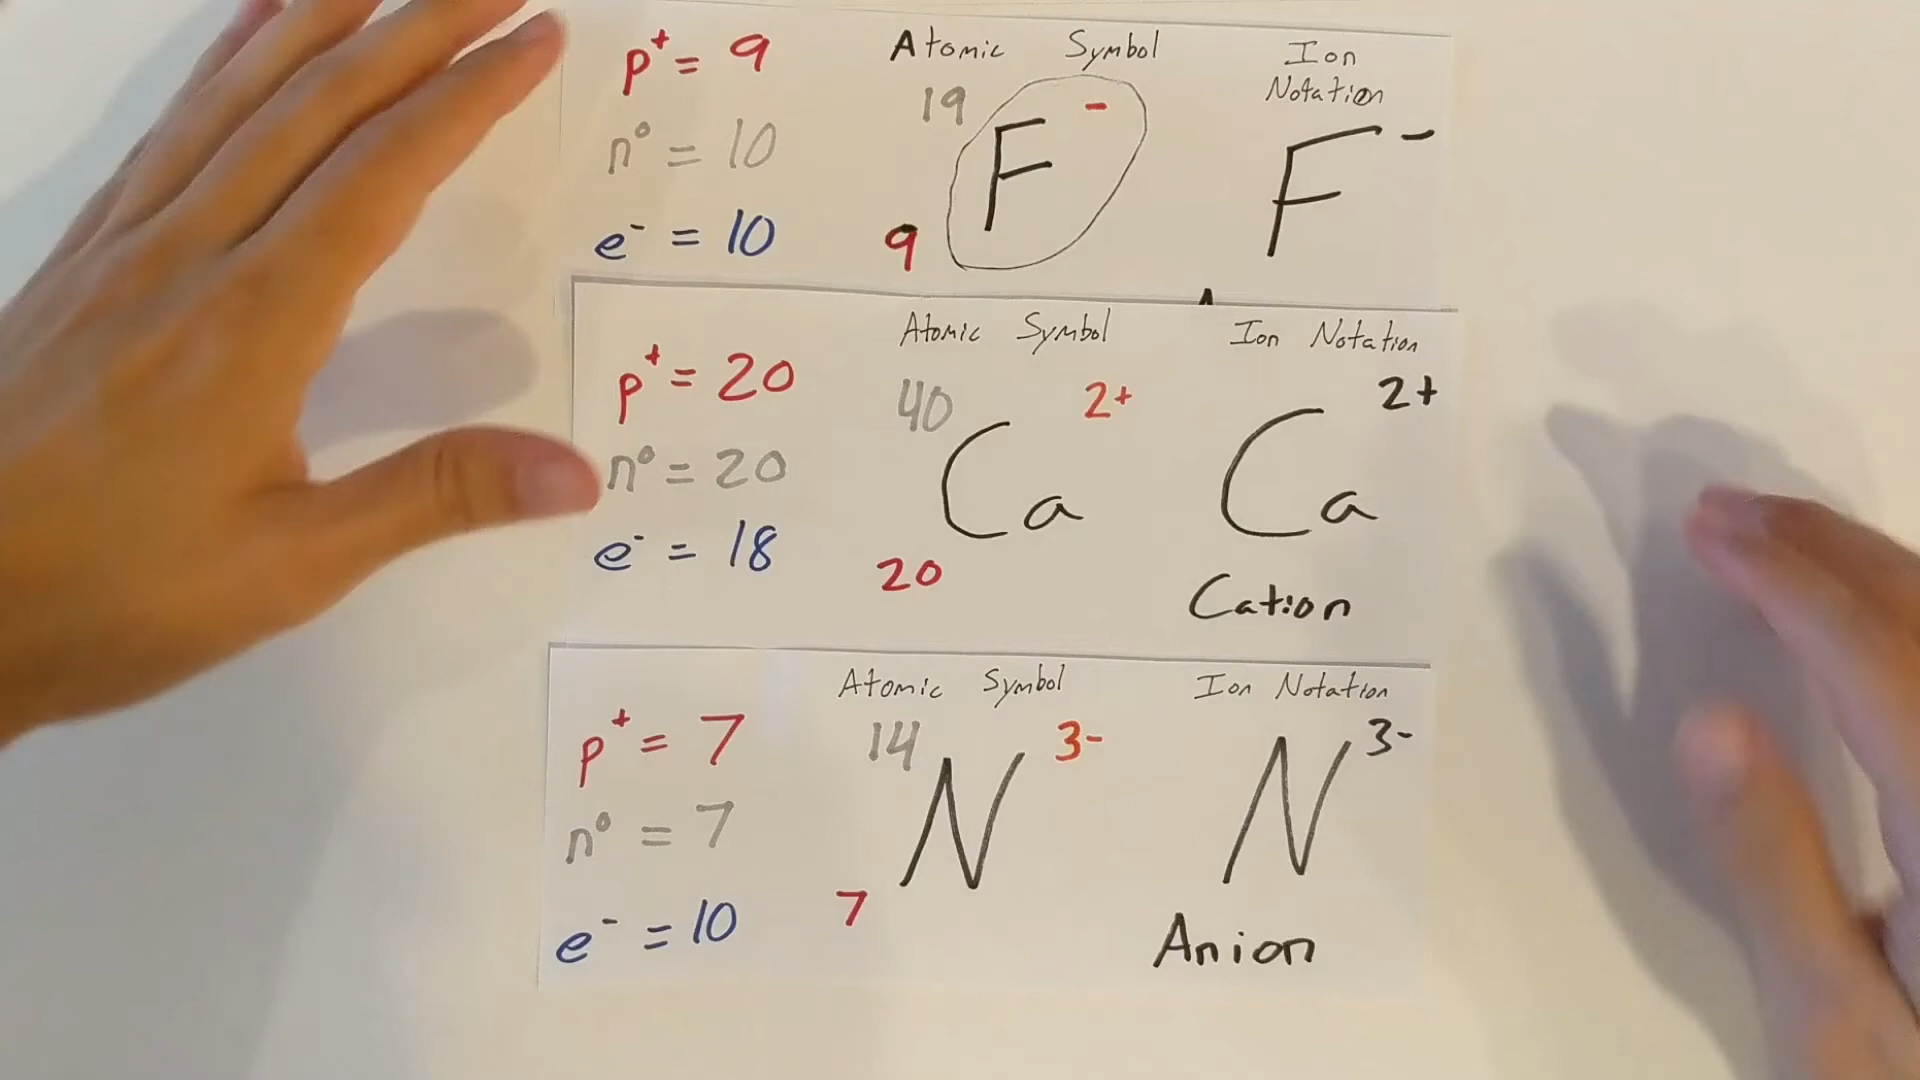 p+ = 9
n° = 10
e- = 10
Atomic Symbol
19
F -
9
Ion
Notation
F -
p+ = 20
n° = 20
e- = 18
Atomic Symbol
40
Ca 2+
20
Ion Notation
Ca 2+
Cation
p+ = 7
n° = 7
e- = 10
Atomic Symbol
14
N 3-
7
Ion Notation
N 3-
Anion